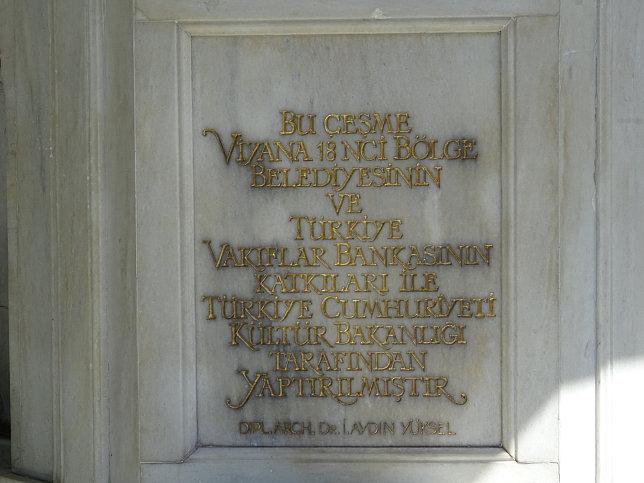 BU ÇEŞME
VİYANA 18 NCİ BÖLGE
BELEDİYESİNİN
VE
TÜRKİYE
VAKIFLAR BANKASININ
KATKILARI İLE
TÜRKİYE CUMHURİYETİ
KÜLTÜR BAKANLIĞI
TARAFINDAN
YAPTIRILMIŞTIR
DIPL.ARCH. DR. İ.AYDIN YÜKSEL